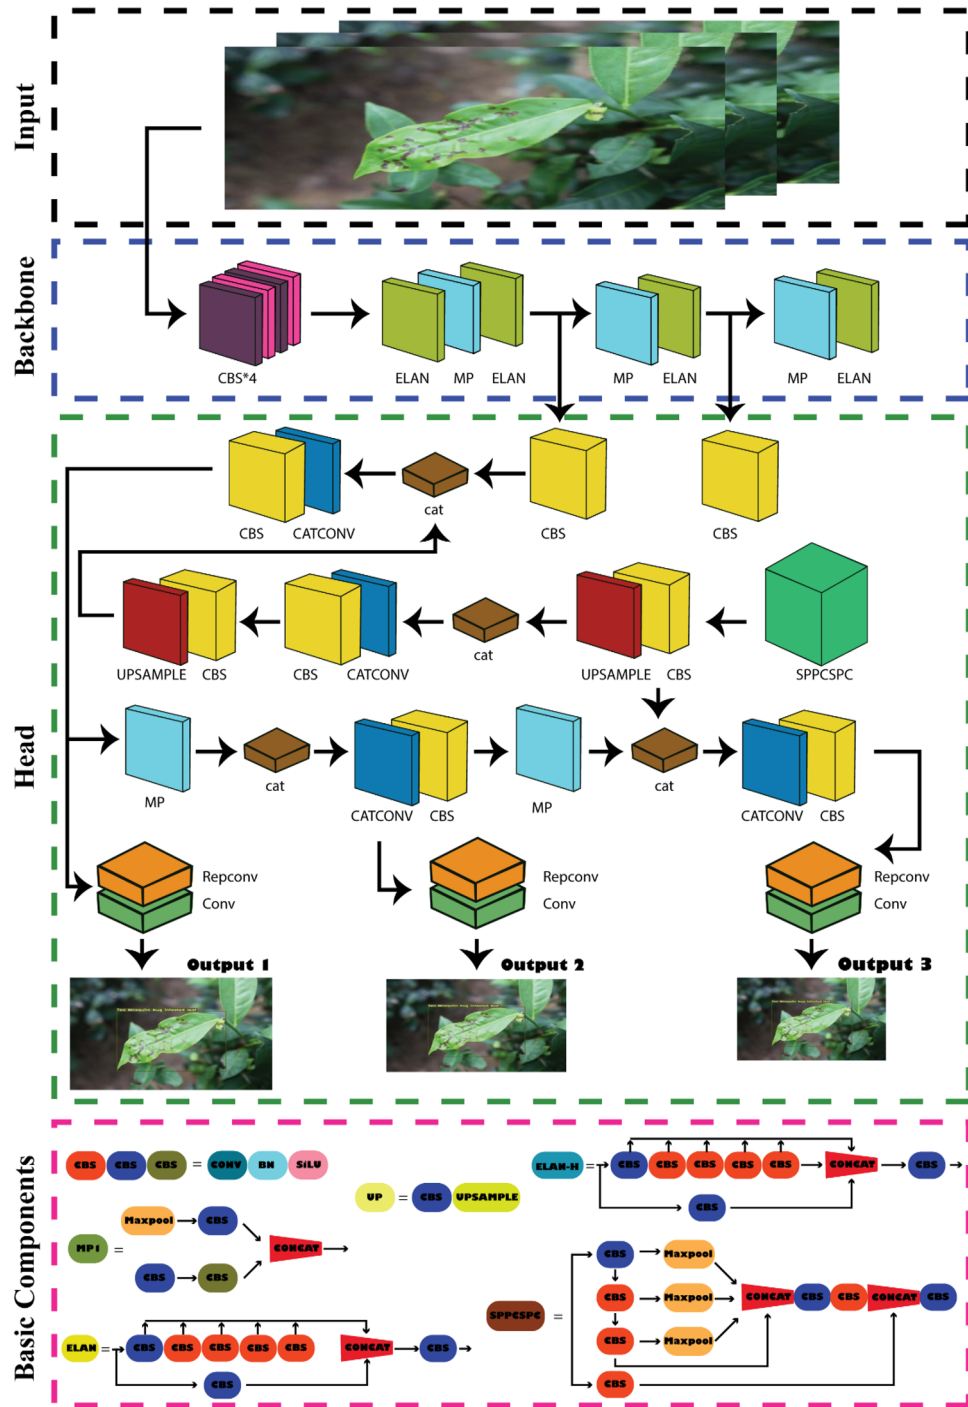 Input
Backbone
CBS*4
ELAN MP ELAN
MP ELAN
MP ELAN
Head
CBS CATCONV
cat
CBS
CBS
UPSAMPLE CBS
CBS CATCONV
cat
UPSAMPLE CBS
SPPCSPC
MP
cat
CATCONV CBS
MP
cat
CATCONV CBS
Repconv
Conv
Repconv
Conv
Repconv
Conv
Output 1
Output 2
Output 3
Basic Components
CBS CBS CBS = CONV BN SiLU
UP = CBS UPSAMPLE
ELAN-H = CBS CBS CBS CBS CBS CONCAT CBS
CBS
MP1 =
Maxpool CBS
CONCAT
CBS CBS
ELAN = CBS CBS CBS CBS CBS CONCAT CBS
CBS
SPPCSPC =
CBS Maxpool
CBS Maxpool CONCAT CBS CBS CONCAT CBS
CBS Maxpool
CBS